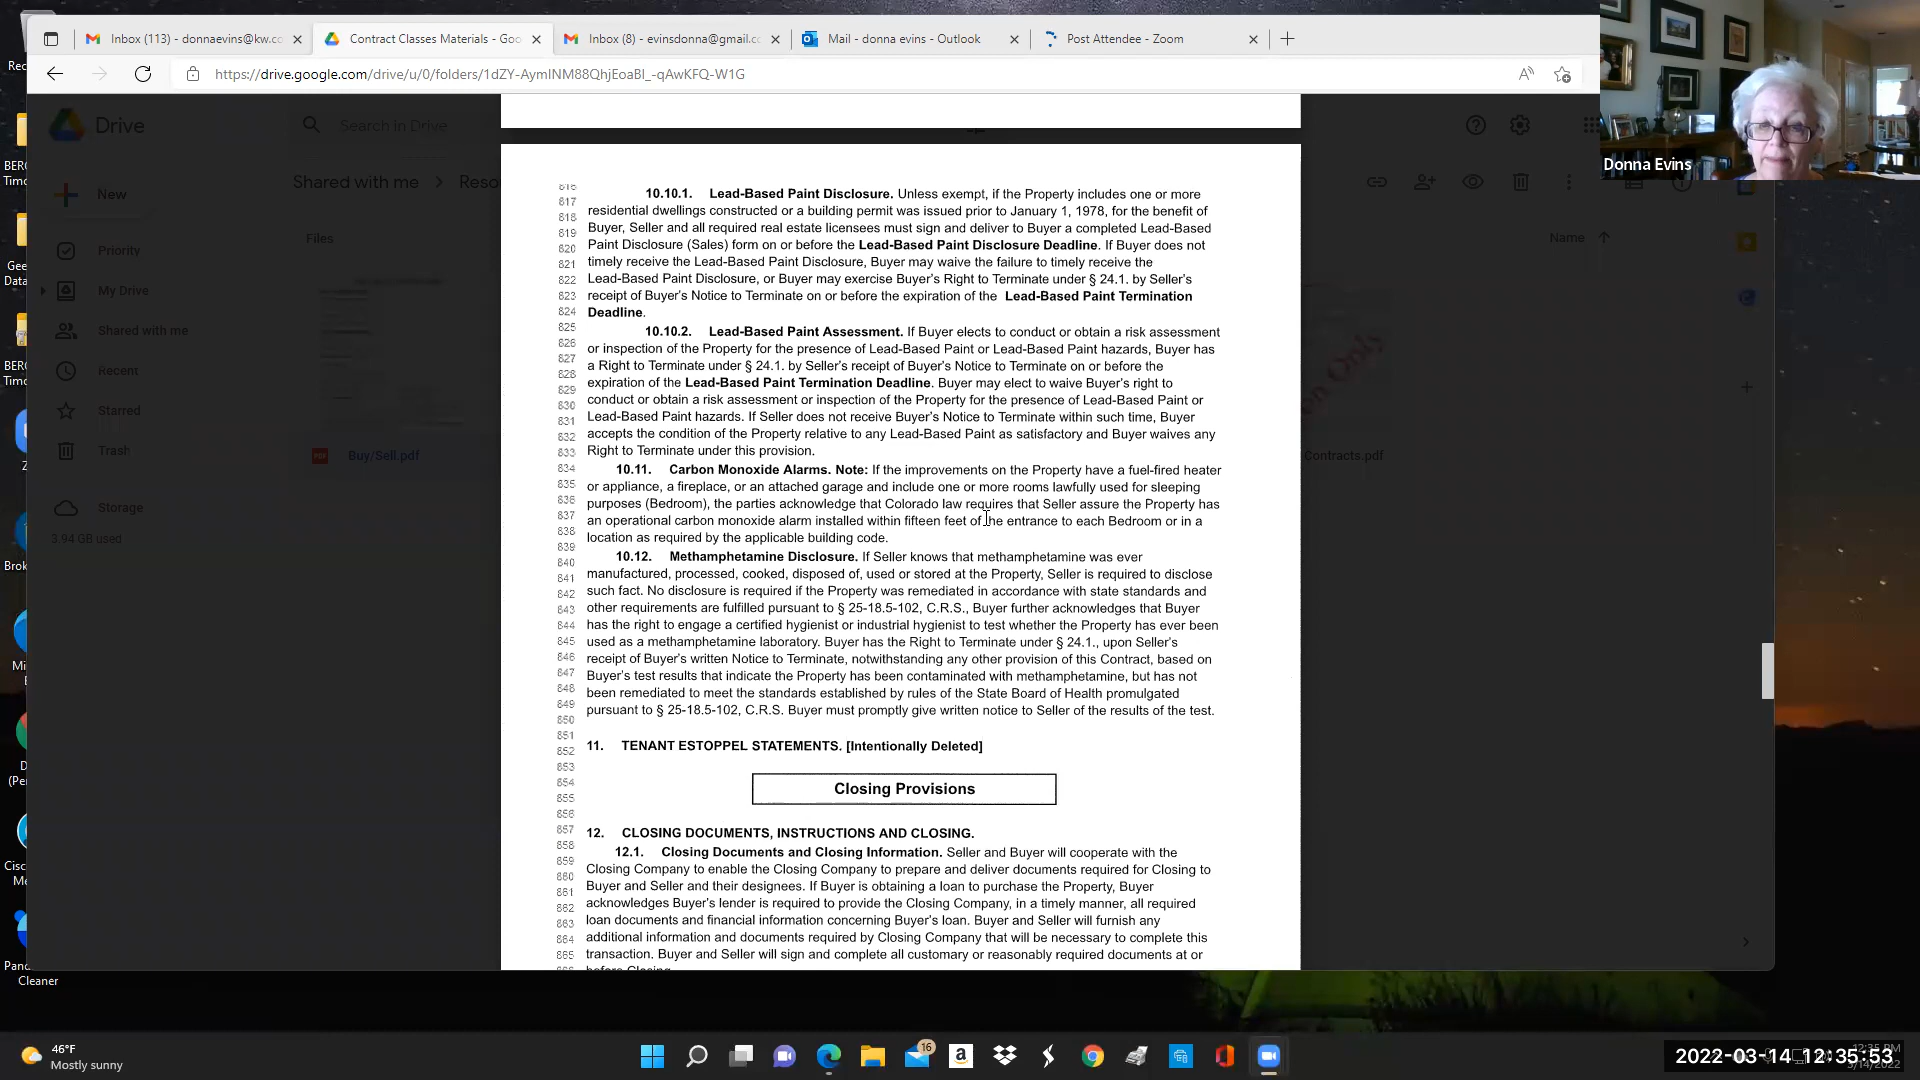 Rec
Inbox (113) - donnaevins@kw.cc
Contract Classes Materials - Goo
Inbox (8) - evinsdonna@gmail.cc
Mail - donna evins - Outlook
Post Attendee - Zoom
https://drive.google.com/drive/u/0/folders/1dZY-AymINM88QhjEoaBI_-qAwKFQ-W1G
Donna Evins
Drive
Search in Drive
New
Shared with me
Files
Name
Priority
My Drive
Shared with me
Recent
Starred
Trash
Storage
3.94 GB used
Buy/Sell.pdf
Contracts.pdf
817 10.10.1. Lead-Based Paint Disclosure. Unless exempt, if the Property includes one or more
818 residential dwellings constructed or a building permit was issued prior to January 1, 1978, for the benefit of
819 Buyer, Seller and all required real estate licensees must sign and deliver to Buyer a completed Lead-Based
820 Paint Disclosure (Sales) form on or before the Lead-Based Paint Disclosure Deadline. If Buyer does not
821 timely receive the Lead-Based Paint Disclosure, Buyer may waive the failure to timely receive the
822 Lead-Based Paint Disclosure, or Buyer may exercise Buyer's Right to Terminate under § 24.1. by Seller's
823 receipt of Buyer's Notice to Terminate on or before the expiration of the Lead-Based Paint Termination
824 Deadline.
825 10.10.2. Lead-Based Paint Assessment. If Buyer elects to conduct or obtain a risk assessment
826 or inspection of the Property for the presence of Lead-Based Paint or Lead-Based Paint hazards, Buyer has
827 a Right to Terminate under § 24.1. by Seller's receipt of Buyer's Notice to Terminate on or before the
828 expiration of the Lead-Based Paint Termination Deadline. Buyer may elect to waive Buyer's right to
829 conduct or obtain a risk assessment or inspection of the Property for the presence of Lead-Based Paint or
830 Lead-Based Paint hazards. If Seller does not receive Buyer's Notice to Terminate within such time, Buyer
831 accepts the condition of the Property relative to any Lead-Based Paint as satisfactory and Buyer waives any
832 Right to Terminate under this provision.
833
834 10.11. Carbon Monoxide Alarms. Note: If the improvements on the Property have a fuel-fired heater
835 or appliance, a fireplace, or an attached garage and include one or more rooms lawfully used for sleeping
836 purposes (Bedroom), the parties acknowledge that Colorado law requires that Seller assure the Property has
837 an operational carbon monoxide alarm installed within fifteen feet of the entrance to each Bedroom or in a
838 location as required by the applicable building code.
839
840 10.12. Methamphetamine Disclosure. If Seller knows that methamphetamine was ever
841 manufactured, processed, cooked, disposed of, used or stored at the Property, Seller is required to disclose
842 such fact. No disclosure is required if the Property was remediated in accordance with state standards and
843 other requirements are fulfilled pursuant to § 25-18.5-102, C.R.S., Buyer further acknowledges that Buyer
844 has the right to engage a certified hygienist or industrial hygienist to test whether the Property has ever been
845 used as a methamphetamine laboratory. Buyer has the Right to Terminate under § 24.1., upon Seller's
846 receipt of Buyer's written Notice to Terminate, notwithstanding any other provision of this Contract, based on
847 Buyer's test results that indicate the Property has been contaminated with methamphetamine, but has not
848 been remediated to meet the standards established by rules of the State Board of Health promulgated
849 pursuant to § 25-18.5-102, C.R.S. Buyer must promptly give written notice to Seller of the results of the test.
850
851
852 11. TENANT ESTOPPEL STATEMENTS. [Intentionally Deleted]
853
854 Closing Provisions
855
856
857 12. CLOSING DOCUMENTS, INSTRUCTIONS AND CLOSING.
858 12.1. Closing Documents and Closing Information. Seller and Buyer will cooperate with the
859
860 Closing Company to enable the Closing Company to prepare and deliver documents required for Closing to
861 Buyer and Seller and their designees. If Buyer is obtaining a loan to purchase the Property, Buyer
862 acknowledges Buyer's lender is required to provide the Closing Company, in a timely manner, all required
863 loan documents and financial information concerning Buyer's loan. Buyer and Seller will furnish any
864 additional information and documents required by Closing Company that will be necessary to complete this
865 transaction. Buyer and Seller will sign and complete all customary or reasonably required documents at or
before Closing.
Cleaner
46°F
Mostly sunny
16
2022-03-14 12:35:53